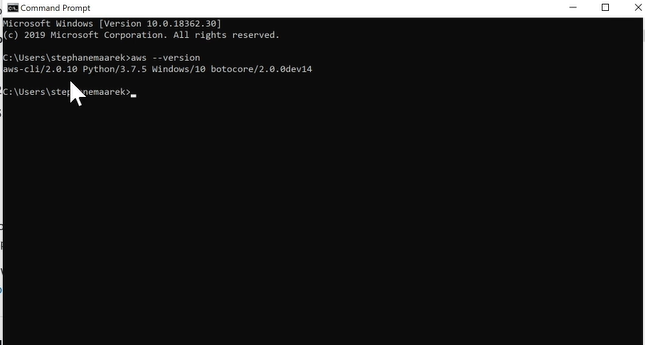 Command Prompt
Microsoft Windows [Version 10.0.18362.30]
(c) 2019 Microsoft Corporation. All rights reserved.
C:\Users\stephanemaarek>aws --version
aws-cli/2.0.10 Python/3.7.5 Windows/10 botocore/2.0.0dev14
C:\Users\stephanemaarek>